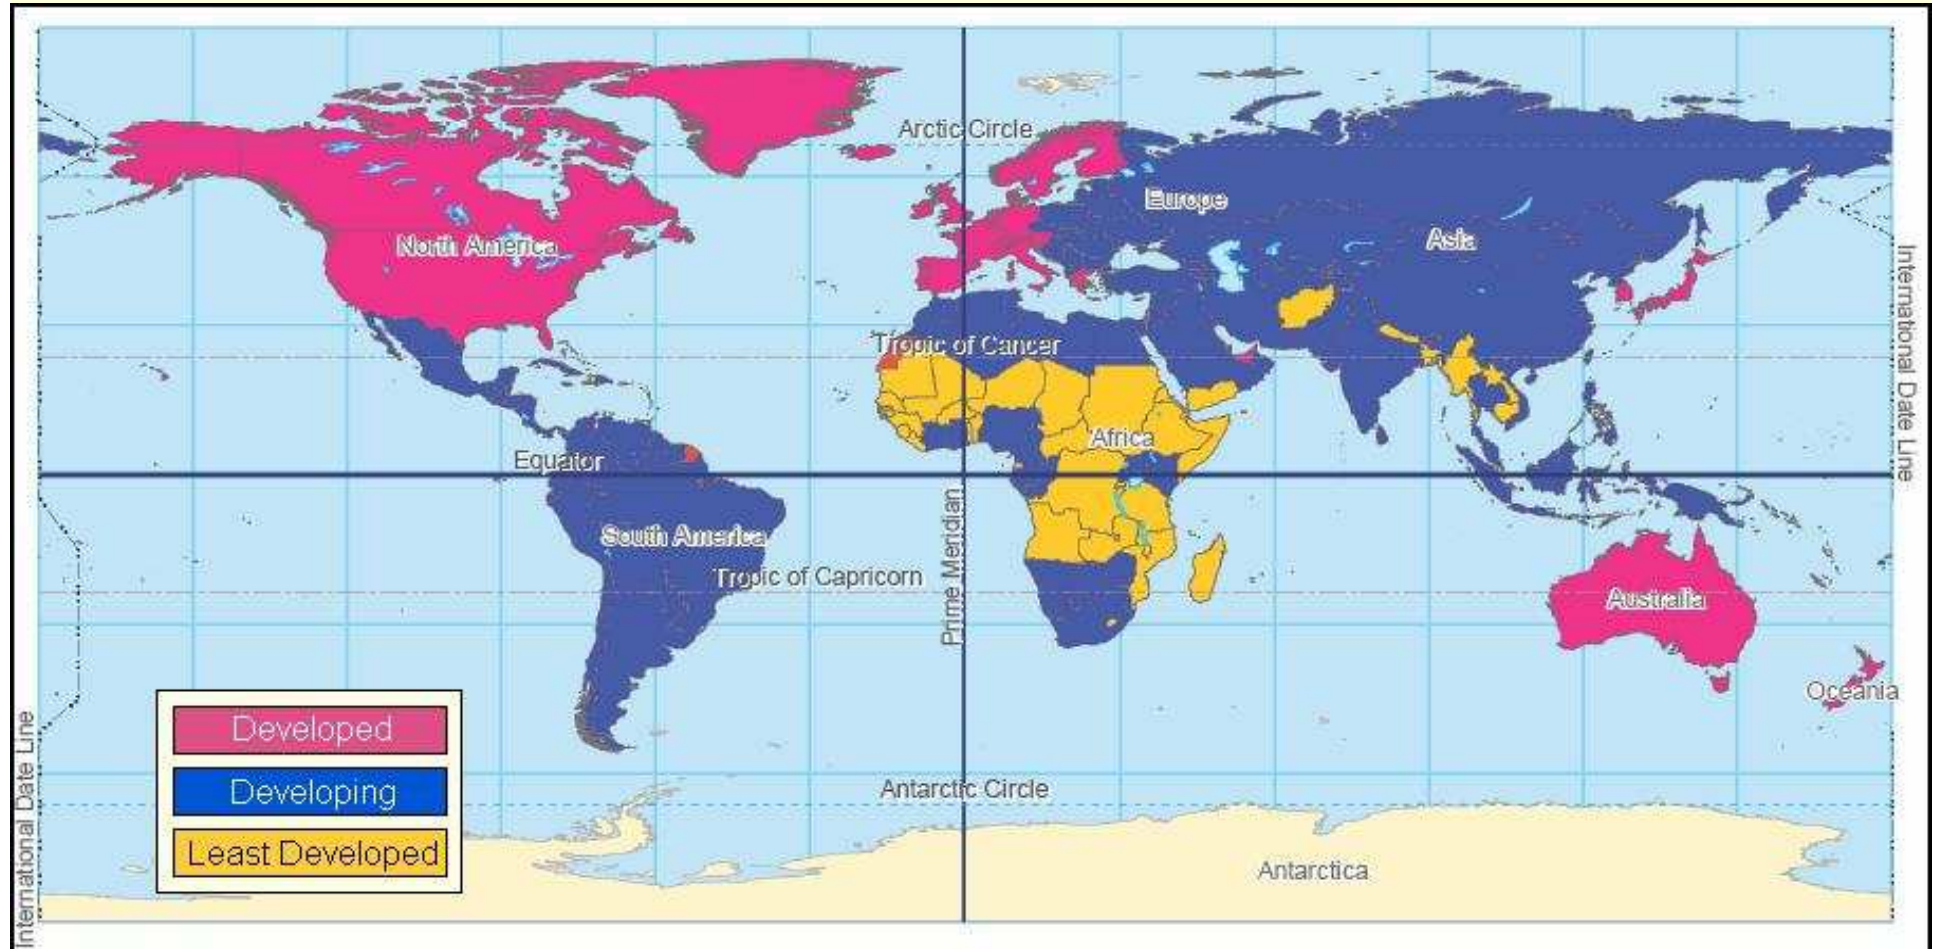 Arctic Circle
Europe
North America
Asia
International Date Line
Tropic of Cancer
Africa
Equator
South America
Prime Meridian
Tropic of Capricorn
Australia
Oceania
Developed
Developing
Least Developed
Antarctic Circle
Antarctica
International Date Line